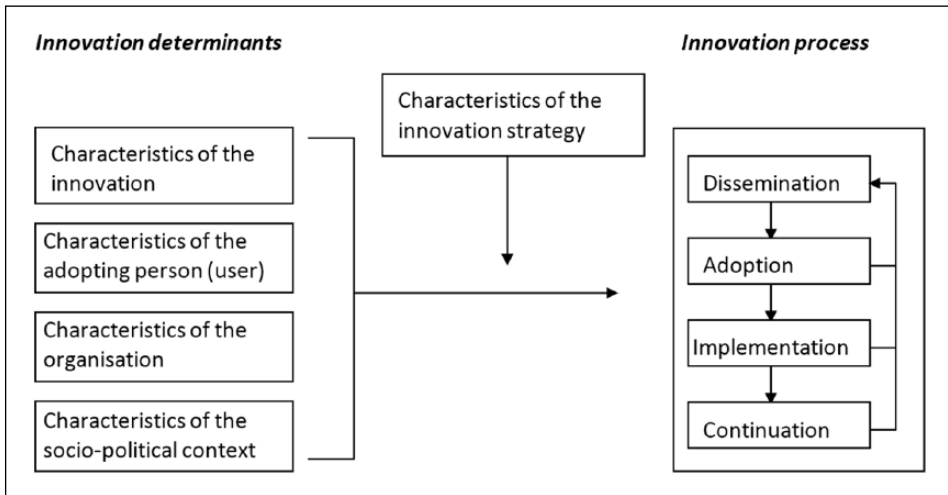 Innovation determinants
Innovation process
Characteristics of the
innovation strategy
Characteristics of the
innovation
Characteristics of the
adopting person (user)
Characteristics of the
organisation
Characteristics of the
socio-political context
Dissemination
Adoption
Implementation
Continuation